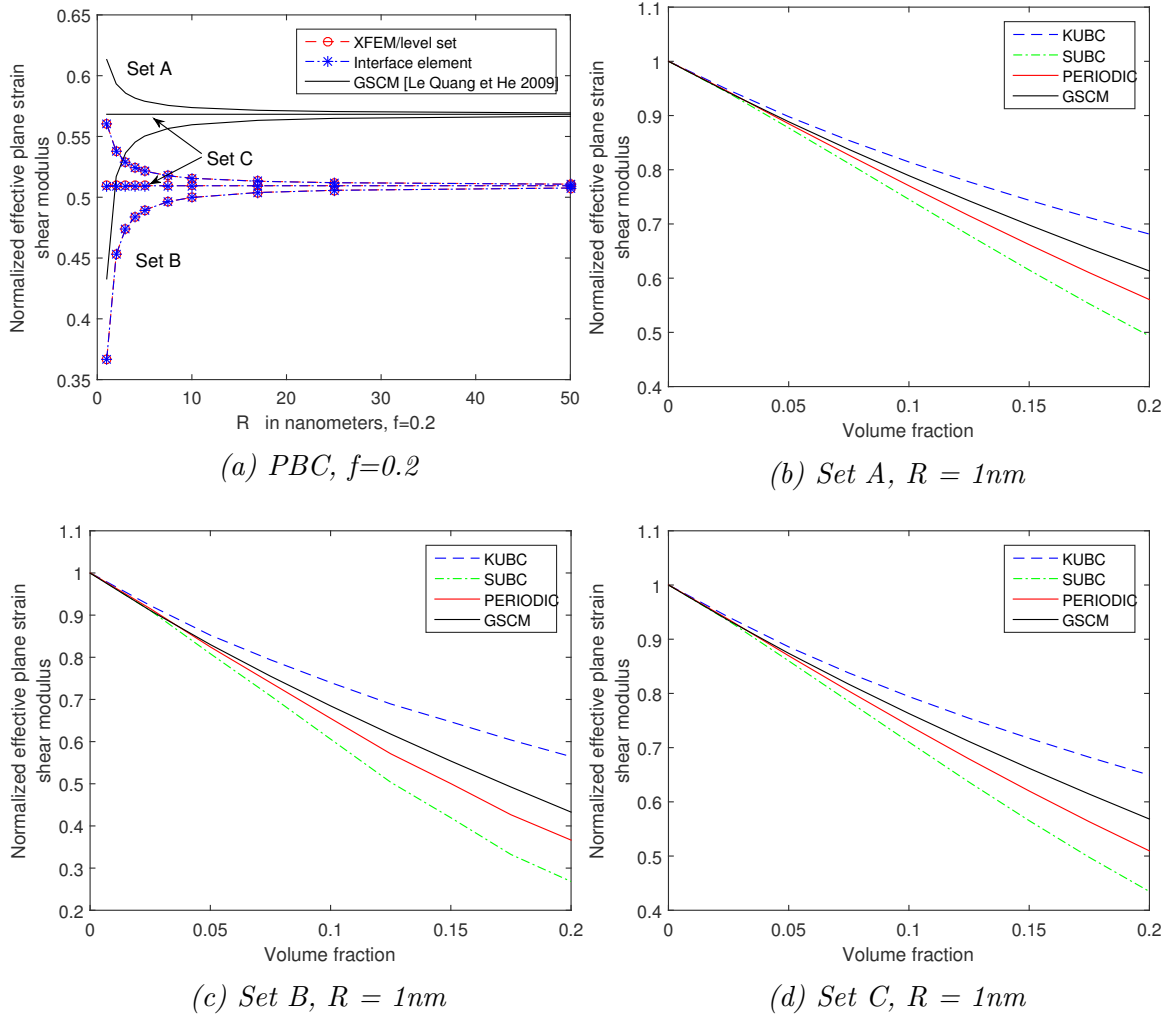 0.65
0.6
0.55
0.5
0.45
0.4
0.35
0
10
20
30
40
50
Normalized effective plane strain
shear modulus
XFEM/level set
Interface element
GSCM [Le Quang et He 2009]
Set A
Set C
Set B
R   in nanometers, f=0.2
(a) PBC, f=0.2
1.1
1
0.9
0.8
0.7
0.6
0.5
0.4
0
0.05
0.1
0.15
0.2
Normalized effective plane strain
shear modulus
KUBC
SUBC
PERIODIC
GSCM
Volume fraction
(b) Set A, R = 1nm
1.1
1
0.9
0.8
0.7
0.6
0.5
0.4
0.3
0.2
0
0.05
0.1
0.15
0.2
Normalized effective plane strain
shear modulus
KUBC
SUBC
PERIODIC
GSCM
Volume fraction
(c) Set B, R = 1nm
1.1
1
0.9
0.8
0.7
0.6
0.5
0.4
0
0.05
0.1
0.15
0.2
Normalized effective plane strain
shear modulus
KUBC
SUBC
PERIODIC
GSCM
Volume fraction
(d) Set C, R = 1nm